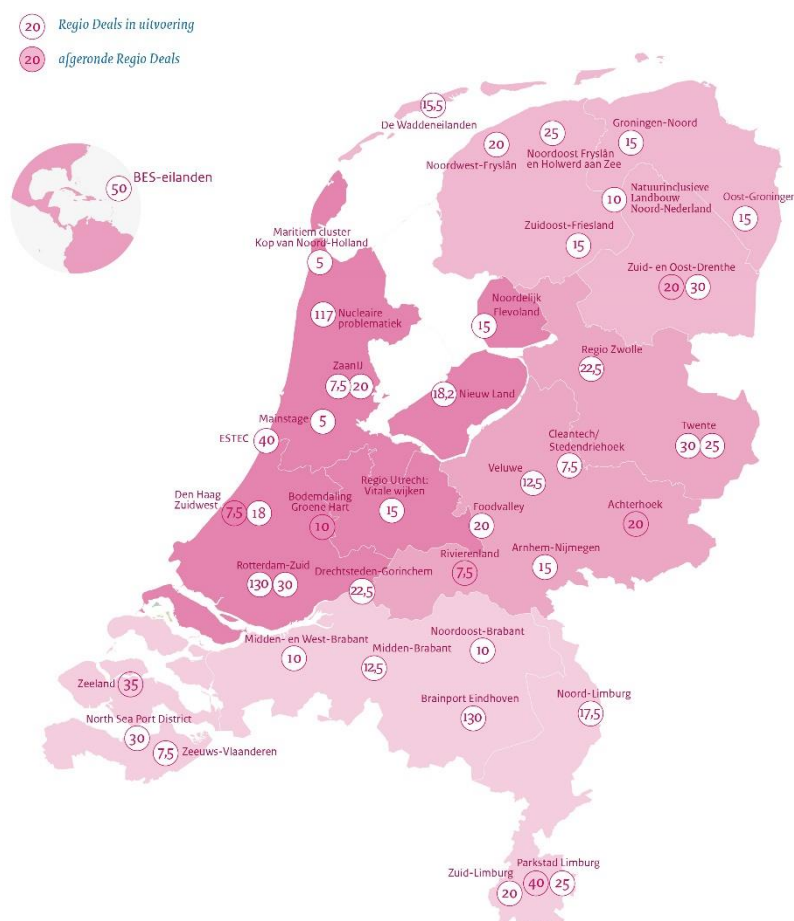 20 Regio Deals in uitvoering
20 afgeronde Regio Deals
15,5
De Waddeneilanden
20
Noordwest-Fryslân
25
Noordoost Fryslân
en Holwerd aan Zee
Groningen-Noord
15
50 BES-eilanden
10 Natuurinclusieve
Landbouw
Noord-Nederland
Oost-Groningen
15
Zuidoost-Friesland
15
Maritiem cluster
Kop van Noord-Holland
5
Zuid- en Oost-Drenthe
20 30
117 Nucleaire
problematiek
Noordelijk
Flevoland
15
Regio Zwolle
22,5
ZaanIJ
7,5 20
18,2 Nieuw Land
Mainstage
5
ESTEC 40
Twente
30 25
Cleantech/
Stedendriehoek
7,5
Veluwe
12,5
Den Haag
Zuidwest
7,5 18
Bodemdaling
Groene Hart
10
Regio Utrecht:
Vitale wijken
15
Foodvalley
20
Achterhoek
20
Rotterdam-Zuid
130 30
Drechtsteden-Gorinchem
22,5
Rivierenland
7,5
Arnhem-Nijmegen
15
Midden- en West-Brabant
10
Midden-Brabant
12,5
Noordoost-Brabant
10
Zeeland 35
Brainport Eindhoven
130
Noord-Limburg
17,5
North Sea Port District
30
7,5 Zeeuws-Vlaanderen
Zuid-Limburg
20
Parkstad Limburg
40 25